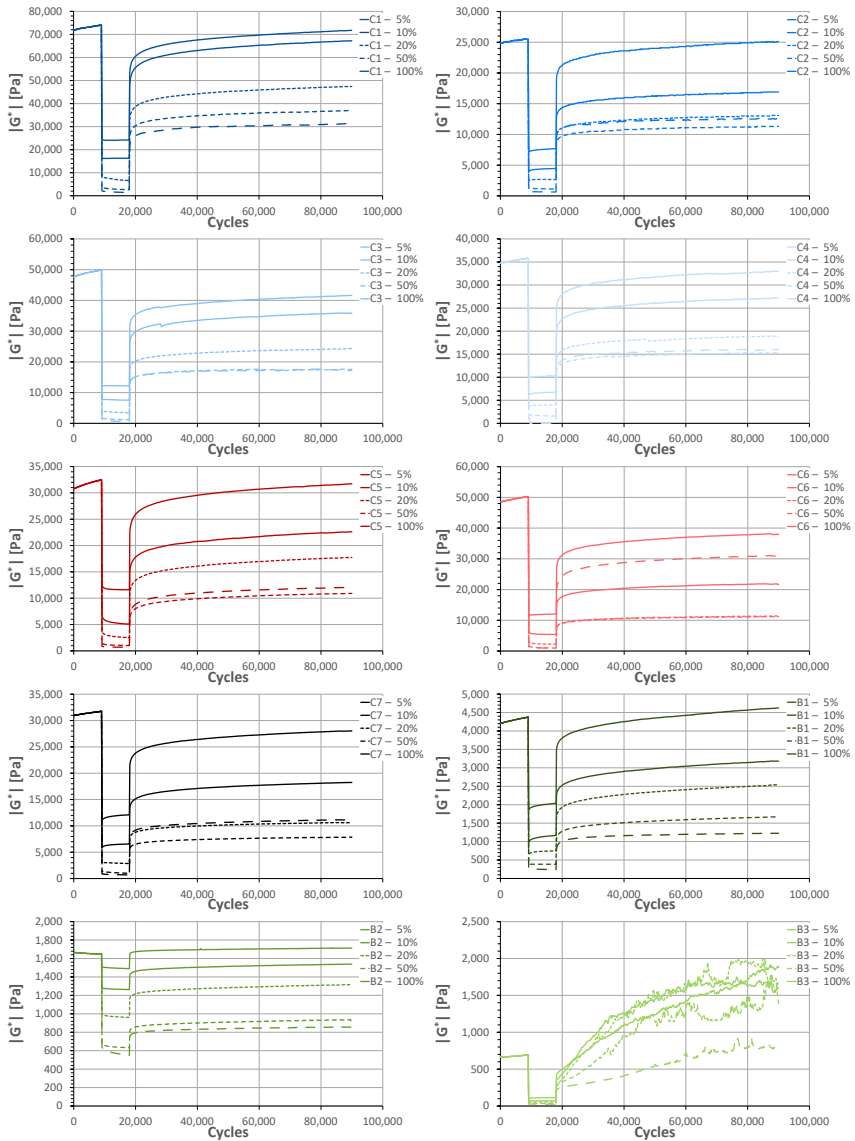 80,000
70,000
60,000
50,000
40,000
30,000
20,000
10,000
0
|G*| [Pa]
0 20,000 40,000 60,000 80,000 100,000
Cycles
C1 – 5%
C1 – 10%
C1 – 20%
C1 – 50%
C1 – 100%
30,000
25,000
20,000
15,000
10,000
5,000
0
|G*| [Pa]
0 20,000 40,000 60,000 80,000 100,000
Cycles
C2 – 5%
C2 – 10%
C2 – 20%
C2 – 50%
C2 – 100%
60,000
50,000
40,000
30,000
20,000
10,000
0
|G*| [Pa]
0 20,000 40,000 60,000 80,000 100,000
Cycles
C3 – 5%
C3 – 10%
C3 – 20%
C3 – 50%
C3 – 100%
40,000
35,000
30,000
25,000
20,000
15,000
10,000
5,000
0
|G*| [Pa]
0 20,000 40,000 60,000 80,000 100,000
Cycles
C4 – 5%
C4 – 10%
C4 – 20%
C4 – 50%
C4 – 100%
35,000
30,000
25,000
20,000
15,000
10,000
5,000
0
|G*| [Pa]
0 20,000 40,000 60,000 80,000 100,000
Cycles
C5 – 5%
C5 – 10%
C5 – 20%
C5 – 50%
C5 – 100%
60,000
50,000
40,000
30,000
20,000
10,000
0
|G*| [Pa]
0 20,000 40,000 60,000 80,000 100,000
Cycles
C6 – 5%
C6 – 10%
C6 – 20%
C6 – 50%
C6 – 100%
35,000
30,000
25,000
20,000
15,000
10,000
5,000
0
|G*| [Pa]
0 20,000 40,000 60,000 80,000 100,000
Cycles
C7 – 5%
C7 – 10%
C7 – 20%
C7 – 50%
C7 – 100%
5,000
4,500
4,000
3,500
3,000
2,500
2,000
1,500
1,000
500
0
|G*| [Pa]
0 20,000 40,000 60,000 80,000 100,000
Cycles
B1 – 5%
B1 – 10%
B1 – 20%
B1 – 50%
B1 – 100%
2,000
1,800
1,600
1,400
1,200
1,000
800
600
400
200
0
|G*| [Pa]
0 20,000 40,000 60,000 80,000 100,000
Cycles
B2 – 5%
B2 – 10%
B2 – 20%
B2 – 50%
B2 – 100%
2,500
2,000
1,500
1,000
500
0
|G*| [Pa]
0 20,000 40,000 60,000 80,000 100,000
Cycles
B3 – 5%
B3 – 10%
B3 – 20%
B3 – 50%
B3 – 100%